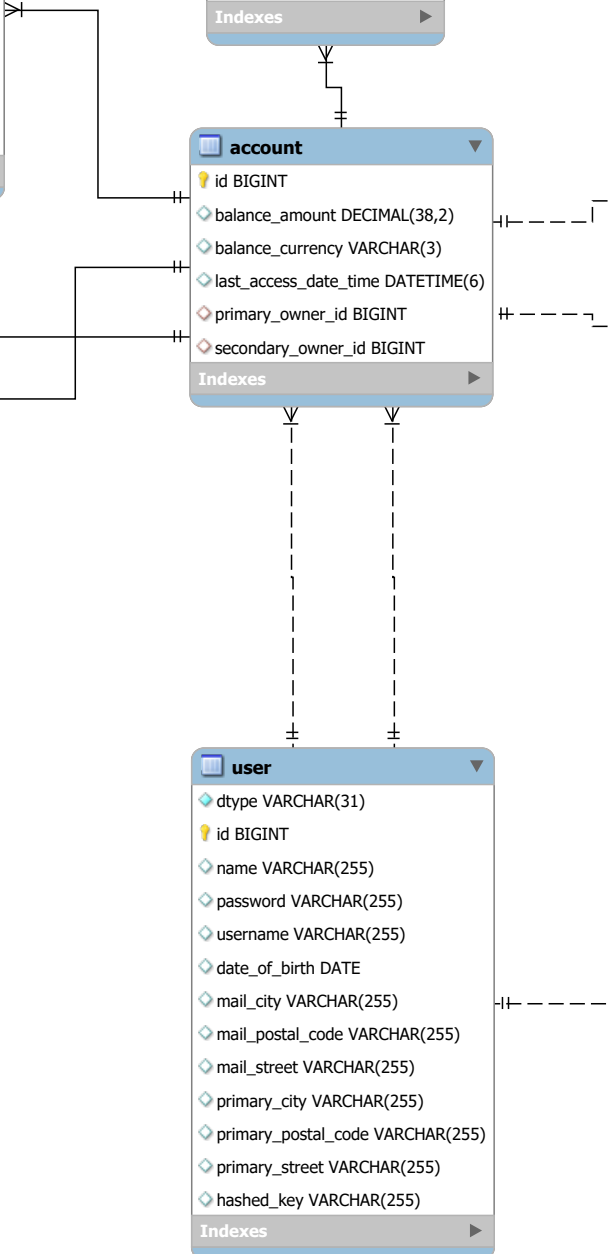 Indexes
account
id BIGINT
balance_amount DECIMAL(38,2)
balance_currency VARCHAR(3)
last_access_date_time DATETIME(6)
primary_owner_id BIGINT
secondary_owner_id BIGINT
Indexes
user
dtype VARCHAR(31)
id BIGINT
name VARCHAR(255)
password VARCHAR(255)
username VARCHAR(255)
date_of_birth DATE
mail_city VARCHAR(255)
mail_postal_code VARCHAR(255)
mail_street VARCHAR(255)
primary_city VARCHAR(255)
primary_postal_code VARCHAR(255)
primary_street VARCHAR(255)
hashed_key VARCHAR(255)
Indexes